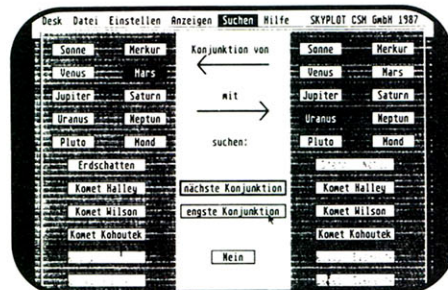 Desk Datei Einstellen Anzeigen Suchen Hilfe SKYPLOT CSM GmbH 1987
Sonne Merkur Konjunktion von Sonne Merkur
Venus Mars Venus Mars
Jupiter Saturn mit Jupiter Saturn
Uranus Neptun Uranus Neptun
Pluto Mond suchen: Pluto Mond
Erdschatten
Komet Halley nächste Konjunktion Komet Halley
Komet Wilson engste Konjunktion Komet Wilson
Komet Kohoutek Komet Kohoutek
Nein